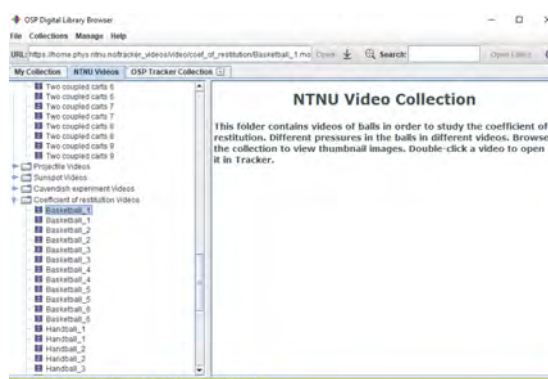 OSP Digital Library Browser
File Collections Manage Help
URL: https://home.phys.ntnu.no/tracker_videos/video/coef_of_restitution/Basketball_1.mo Open Search: Open Editor
My Collection NTNU Videos OSP Tracker Collection
Two coupled carts 6
Two coupled carts 6
Two coupled carts 7
Two coupled carts 7
Two coupled carts 8
Two coupled carts 8
Two coupled carts 9
Two coupled carts 9
Projectile Videos
Sunspot Videos
Cavendish experiment Videos
Coefficient of restitution Videos
Basketball_1
Basketball_1
Basketball_2
Basketball_2
Basketball_3
Basketball_3
Basketball_4
Basketball_4
Basketball_5
Basketball_5
Basketball_6
Basketball_6
Handball_1
Handball_1
Handball_2
Handball_2
Handball_3
NTNU Video Collection
This folder contains videos of balls in order to study the coefficient of
restitution. Different pressures in the balls in different videos. Browse
the collection to view thumbnail images. Double-click a video to open
it in Tracker.